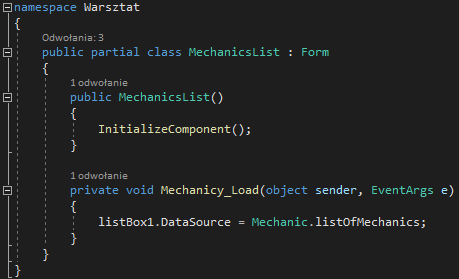 namespace Warsztat
{
Odwołania: 3
public partial class MechanicsList : Form
{
1 odwołanie
public MechanicsList()
{
InitializeComponent();
}
1 odwołanie
private void Mechanicy_Load(object sender, EventArgs e)
{
listBox1.DataSource = Mechanic.listOfMechanics;
}
}
}